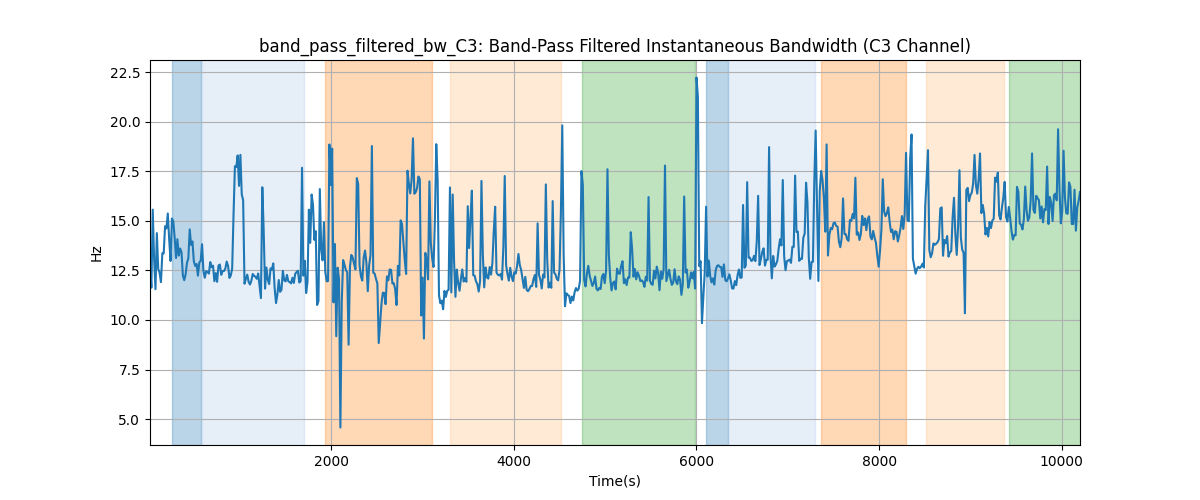 band_pass_filtered_bw_C3: Band-Pass Filtered Instantaneous Bandwidth (C3 Channel)
22.5
20.0
17.5
15.0
12.5
10.0
7.5
5.0
Hz
2000 4000 6000 8000 10000
Time(s)